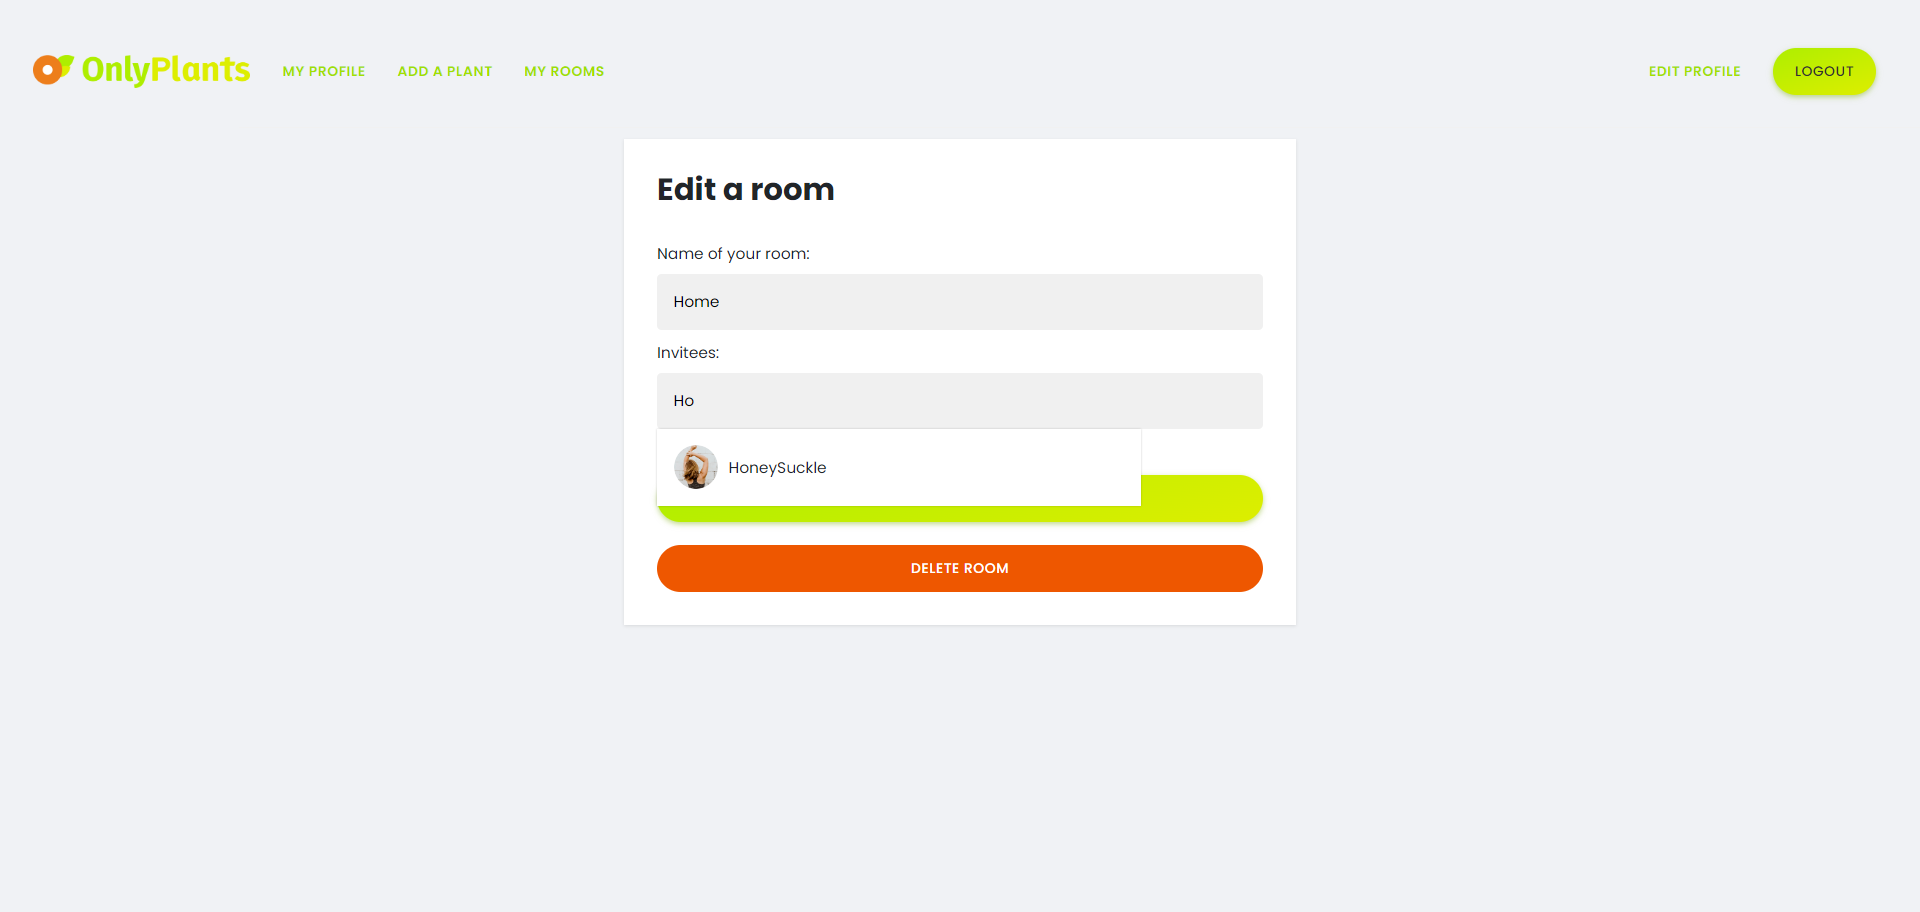 OnlyPlants
MY PROFILE
ADD A PLANT
MY ROOMS
EDIT PROFILE
LOGOUT
Edit a room
Name of your room:
Home
Invitees:
Ho
HoneySuckle
DELETE ROOM